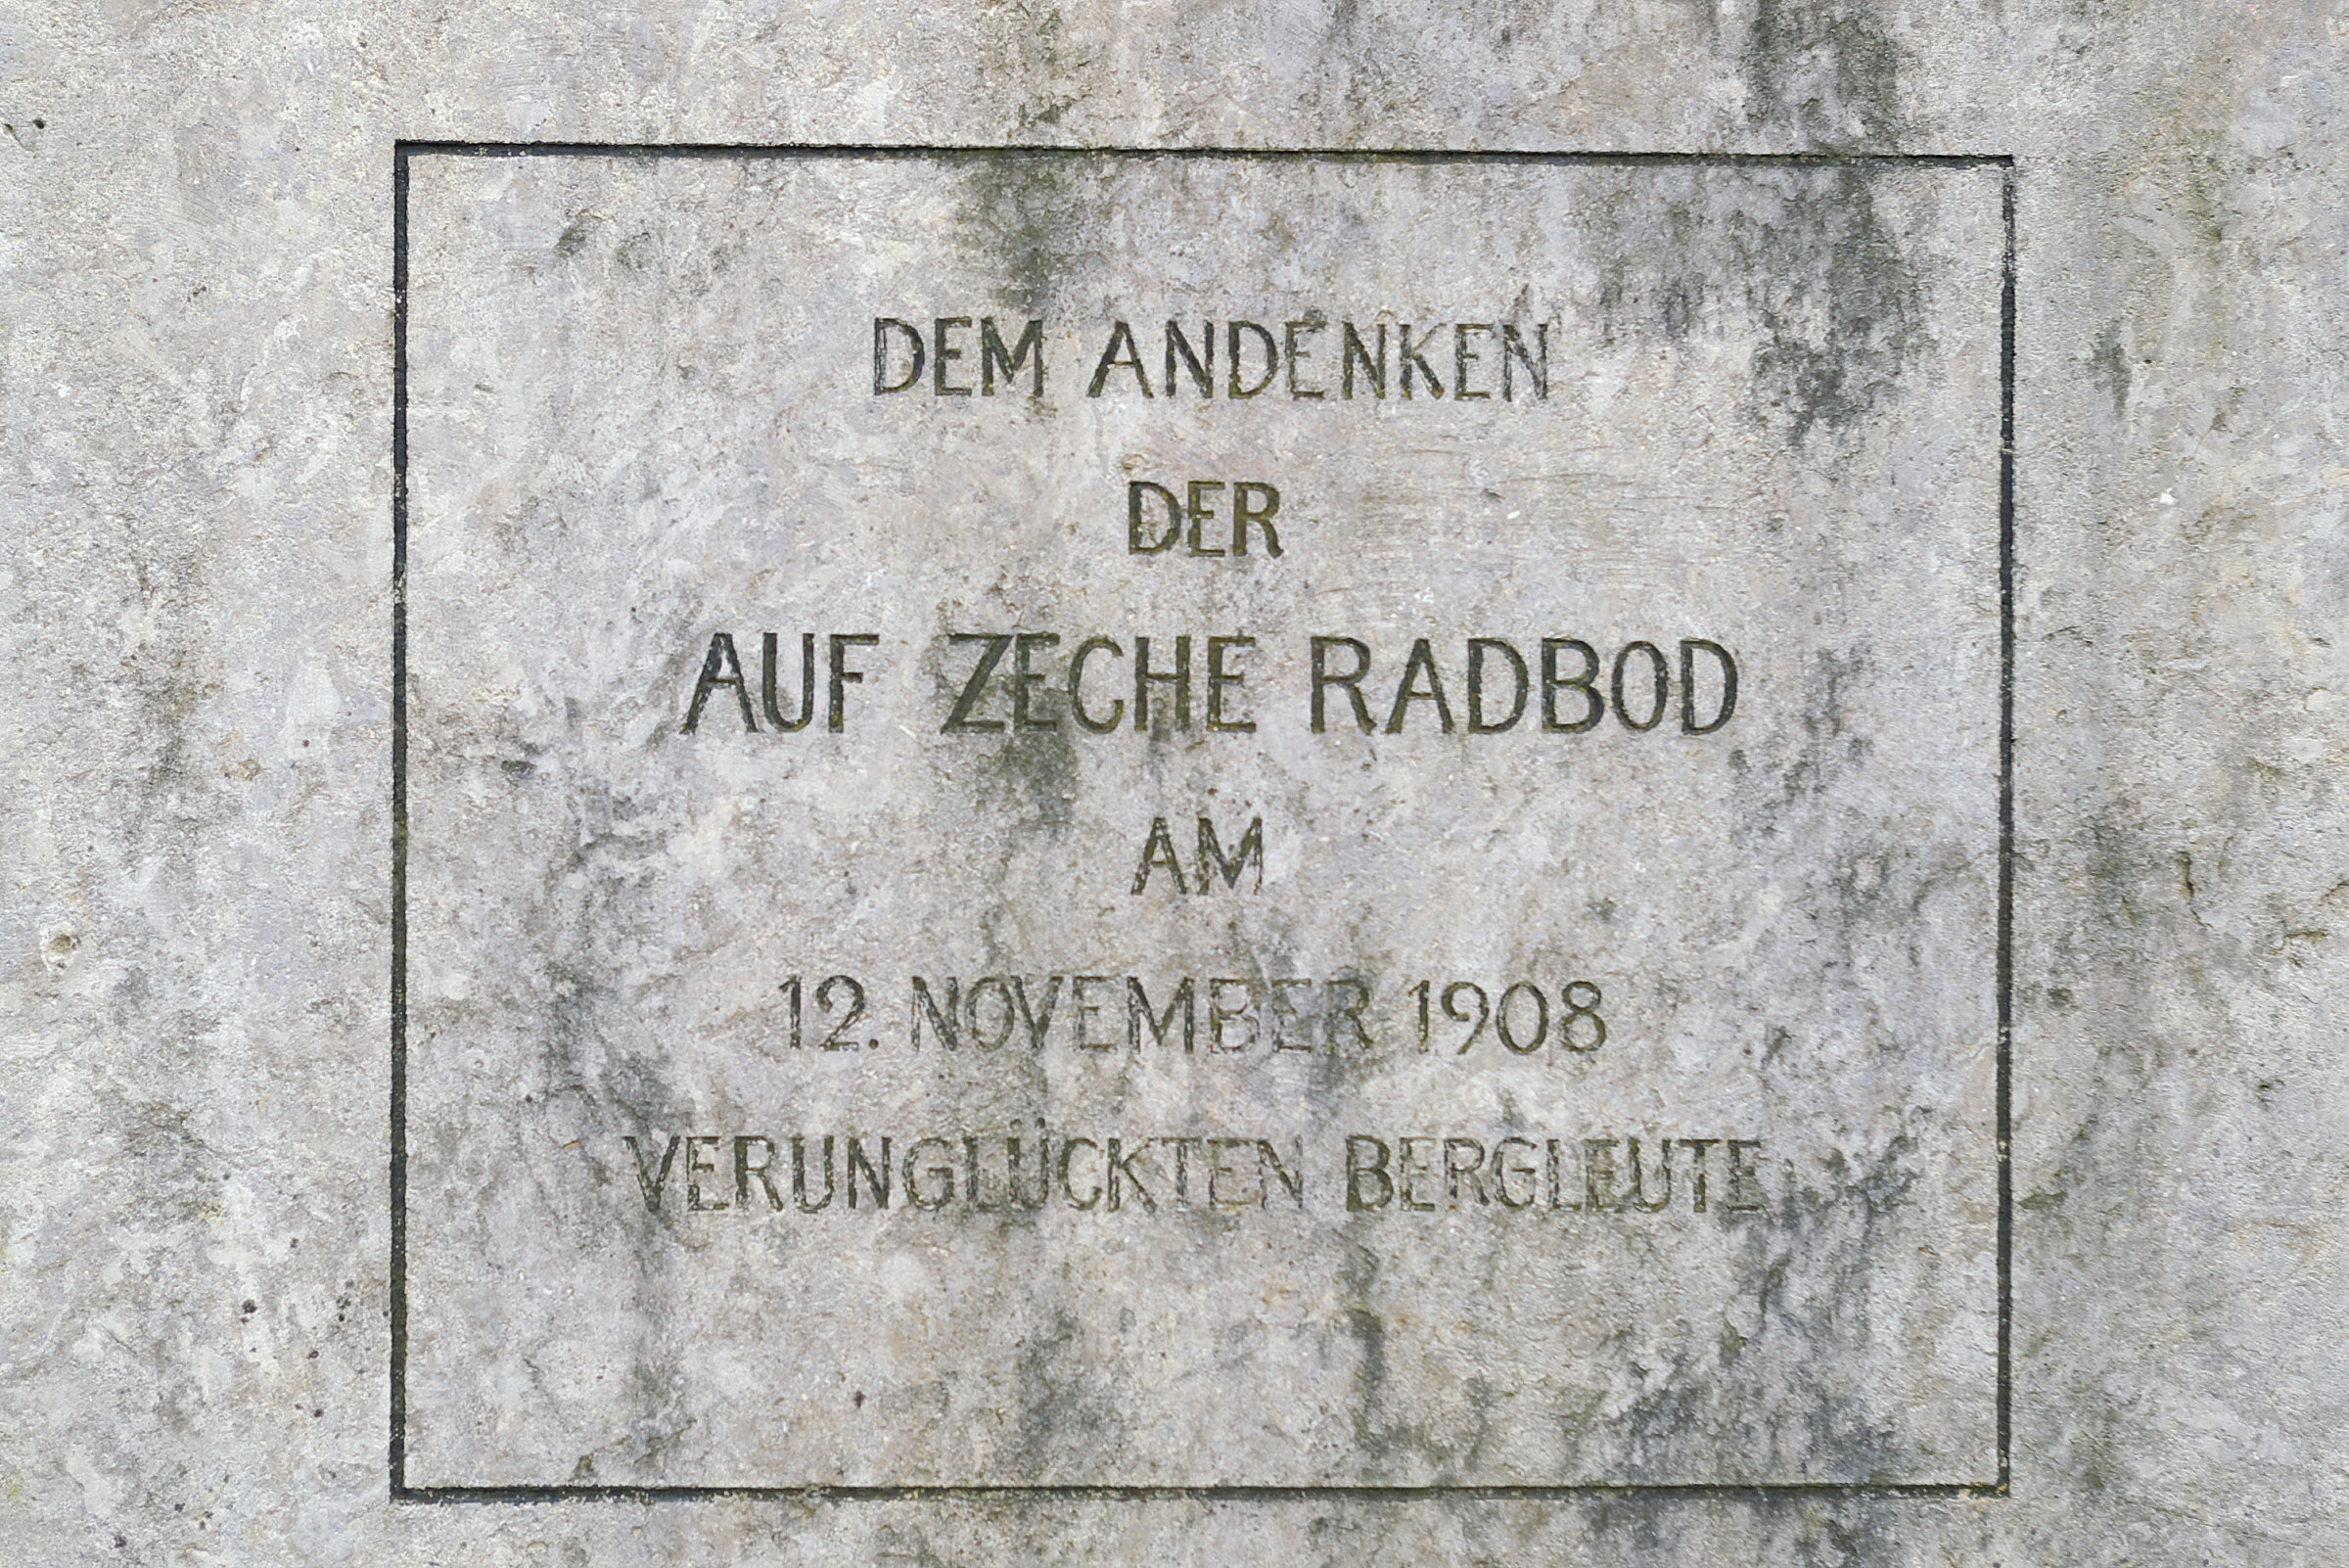 DEM ANDENKEN
DER
AUF ZECHE RADBOD
AM
12. NOVEMBER 1908
VERUNGLÜCKTEN BERGLEUTE